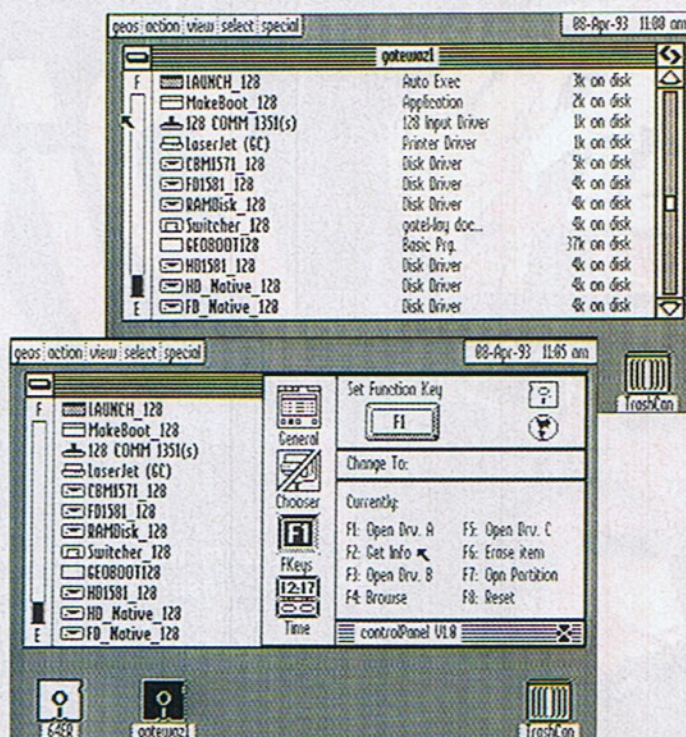 geos action view select special 08-Apr-93 11:08 am
gatewaz1
F
LAUNCH_128 Auto Exec 3k on disk
MakeBoot_128 Application 2k on disk
128 COMM 1351(s) 128 Input Driver 1k on disk
LaserJet (GC) Printer Driver 1k on disk
CBM1571_128 Disk Driver 5k on disk
FD1581_128 Disk Driver 4k on disk
RAMDisk_128 Disk Driver 4k on disk
Switcher_128 gateWay doc... 4k on disk
GEOBOOT128 Basic Prg. 37k on disk
HD1581_128 Disk Driver 4k on disk
HD_Native_128 Disk Driver 4k on disk
E FD_Native_128 Disk Driver 4k on disk
TrashCan
geos action view select special 08-Apr-93 11:05 am
F
LAUNCH_128
MakeBoot_128
128 COMM 1351(s)
LaserJet (GC)
CBM1571_128
FD1581_128
RAMDisk_128
Switcher_128
GEOBOOT128
HD1581_128
HD_Native_128
E FD_Native_128
General
Chooser
F1
FKeys
12:17
Time
Set Function Key
F1
Change To:
Currently:
F1: Open Drv. A F5: Open Drv. C
F2: Get Info F6: Erase item
F3: Open Drv. B F7: Opn Partition
F4: Browse F8: Reset
controlPanel V1.8
64ER
gatewaz1
TrashCan